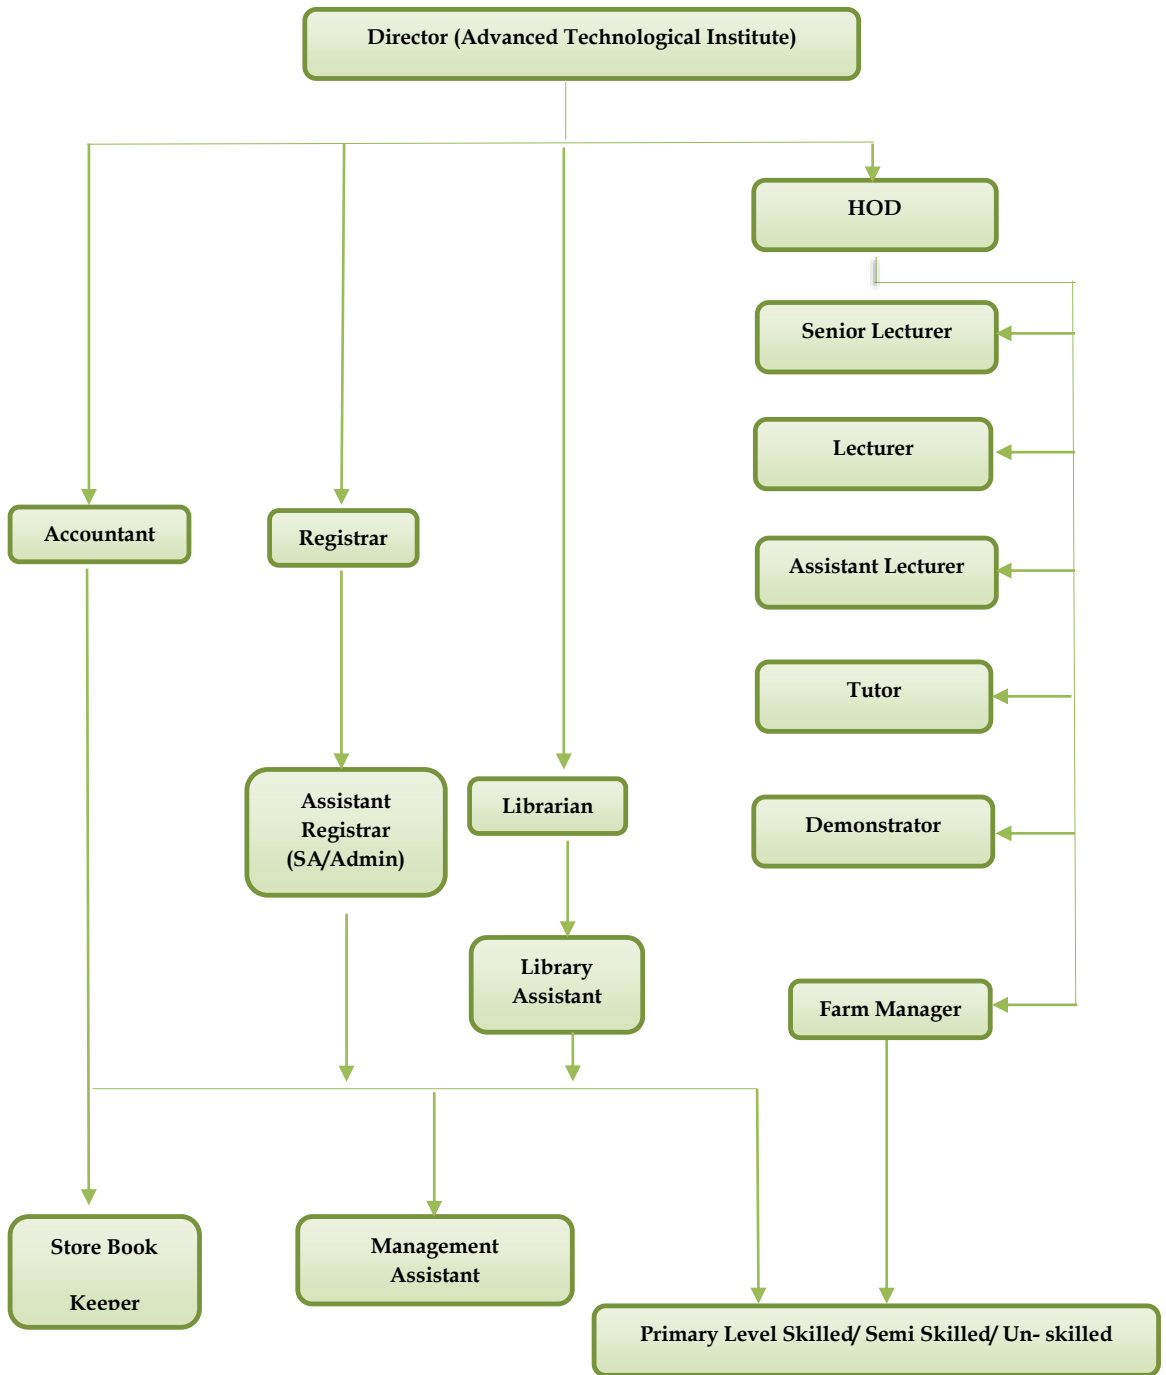 Director (Advanced Technological Institute)
HOD
Senior Lecturer
Lecturer
Accountant
Registrar
Assistant Lecturer
Tutor
Assistant
Registrar
(SA/Admin)
Librarian
Demonstrator
Library
Assistant
Farm Manager
Store Book
Keeper
Management
Assistant
Primary Level Skilled/ Semi Skilled/ Un- skilled